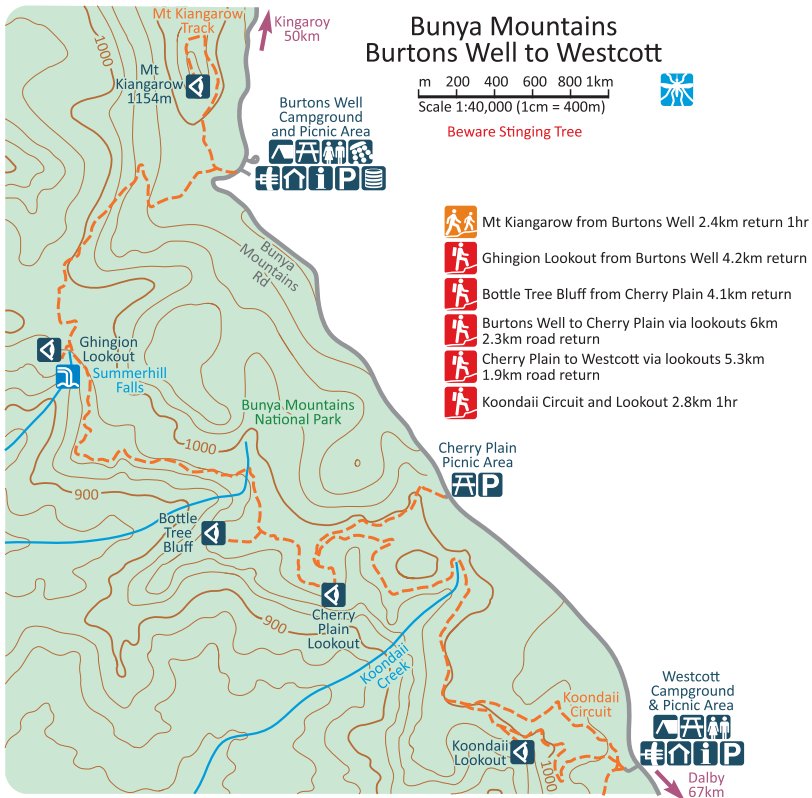 Bunya Mountains
Burtons Well to Westcott
m 200 400 600 800 1km
Scale 1:40,000 (1cm = 400m)
Beware Stinging Tree
Mt Kiangarow
Track
Kingaroy
50km
1000
Mt
Kiangarow
1154m
Burtons Well
Campground
and Picnic Area
i P
Bunya
Mountains
Rd
Mt Kiangarow from Burtons Well 2.4km return 1hr
Ghingion Lookout from Burtons Well 4.2km return
Bottle Tree Bluff from Cherry Plain 4.1km return
Burtons Well to Cherry Plain via lookouts 6km
2.3km road return
Cherry Plain to Westcott via lookouts 5.3km
1.9km road return
Koondaii Circuit and Lookout 2.8km 1hr
Ghingion
Lookout
Summerhill
Falls
Bunya Mountains
National Park
1000
Cherry Plain
Picnic Area
P
900
Bottle
Tree
Bluff
Cherry
Plain
Lookout
900
Koondaii
Creek
Westcott
Campground
& Picnic Area
i P
Koondaii
Circuit
Koondaii
Lookout
1000
Dalby
67km